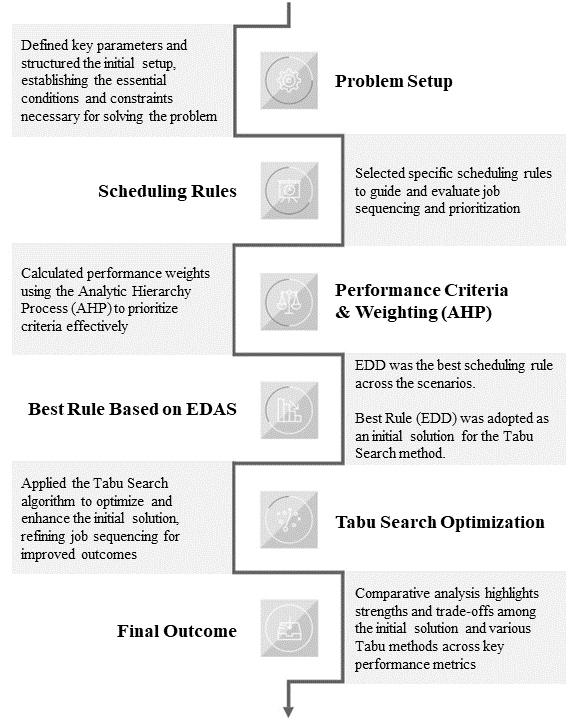 Defined key parameters and
structured the initial setup,
establishing the essential
conditions and constraints
necessary for solving the problem
Problem Setup
Scheduling Rules
Selected specific scheduling rules
to guide and evaluate job
sequencing and prioritization
Calculated performance weights
using the Analytic Hierarchy
Process (AHP) to prioritize
criteria effectively
Performance Criteria
& Weighting (AHP)
Best Rule Based on EDAS
EDD was the best scheduling rule
across the scenarios.
Best Rule (EDD) was adopted as
an initial solution for the Tabu
Search method.
Applied the Tabu Search
algorithm to optimize and
enhance the initial solution,
refining job sequencing for
improved outcomes
Tabu Search Optimization
Final Outcome
Comparative analysis highlights
strengths and trade-offs among
the initial solution and various
Tabu methods across key
performance metrics